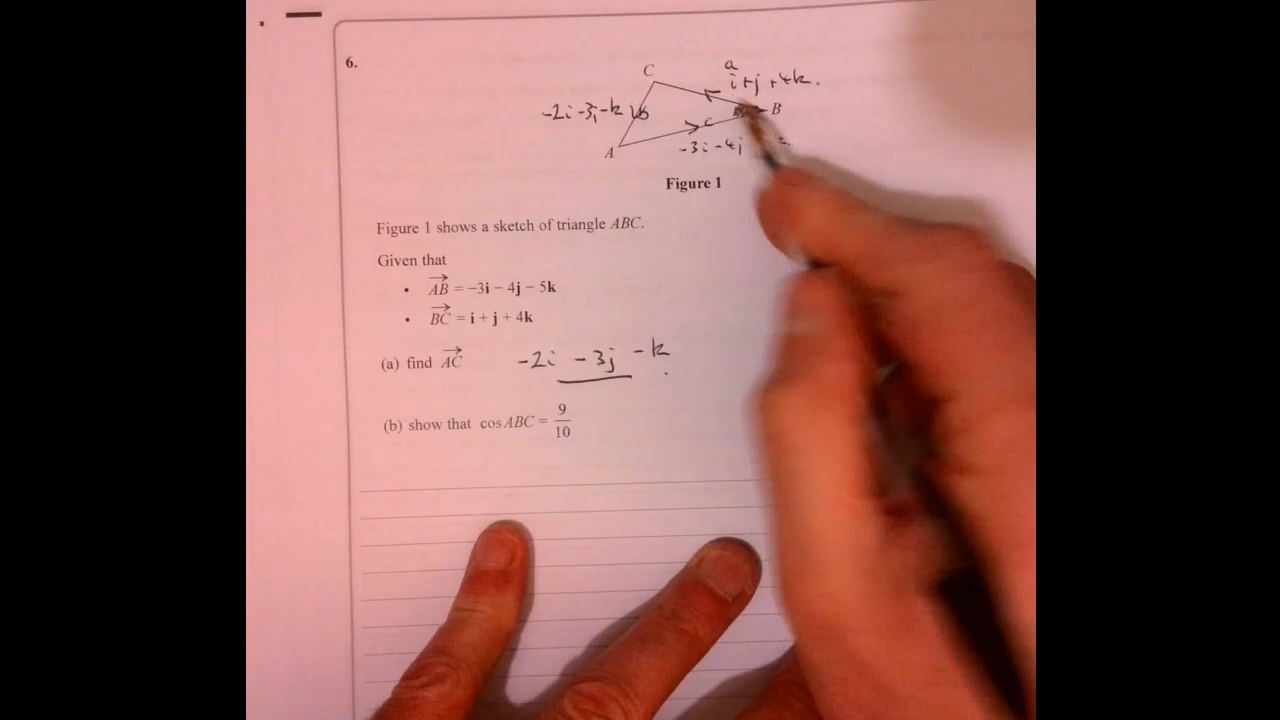 6.
C
a
i+j+4k.
-2i-3j-k b
B
c
A
-3i-4j
Figure 1
Figure 1 shows a sketch of triangle ABC.
Given that
• AB = −3i − 4j − 5k
• BC = i + j + 4k
(a) find AC -2i -3j -k
(b) show that cos ABC = 9/10